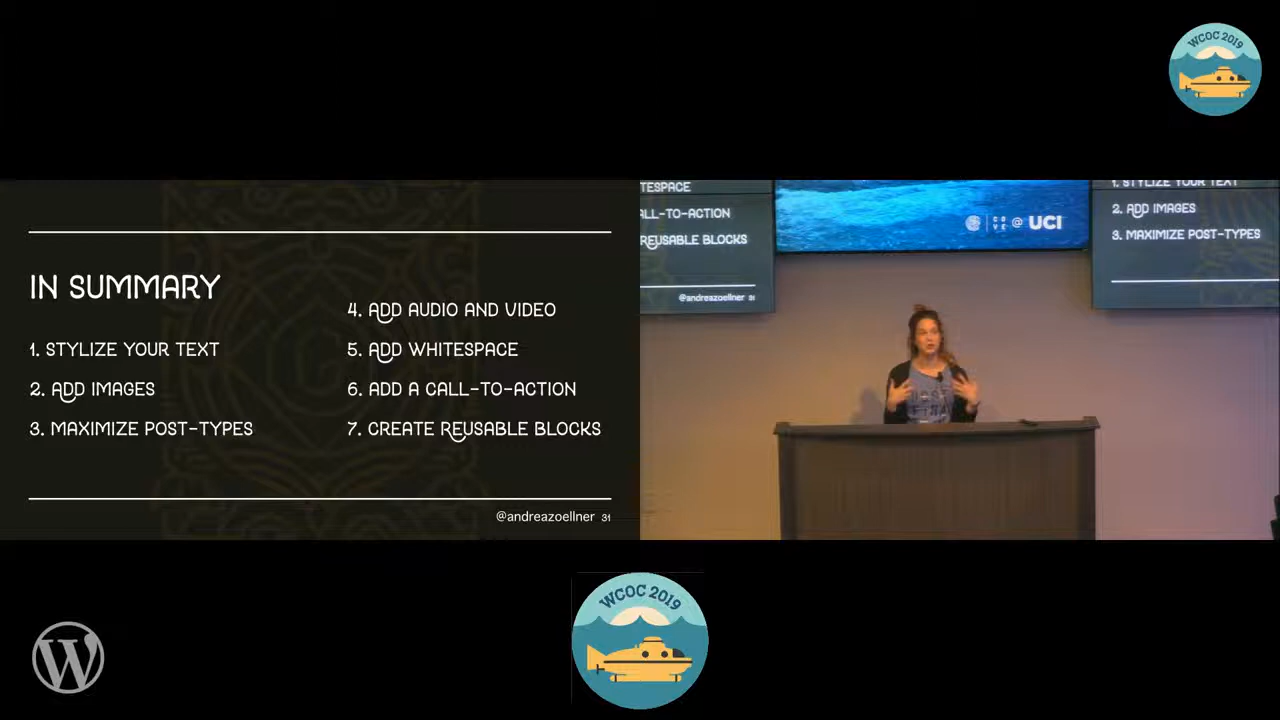 WCOC 2019
IN SUMMARY
1. STYLIZE YOUR TEXT
2. ADD IMAGES
3. MAXIMIZE POST-TYPES
4. ADD AUDIO AND VIDEO
5. ADD WHITESPACE
6. ADD A CALL-TO-ACTION
7. CREATE REUSABLE BLOCKS
@andreazoellner 31
TESPACE
ALL-TO-ACTION
REUSABLE BLOCKS
@andreazoellner 31
COVE @ UCI
1. STYLIZE YOUR TEXT
2. ADD IMAGES
3. MAXIMIZE POST-TYPES
WCOC 2019